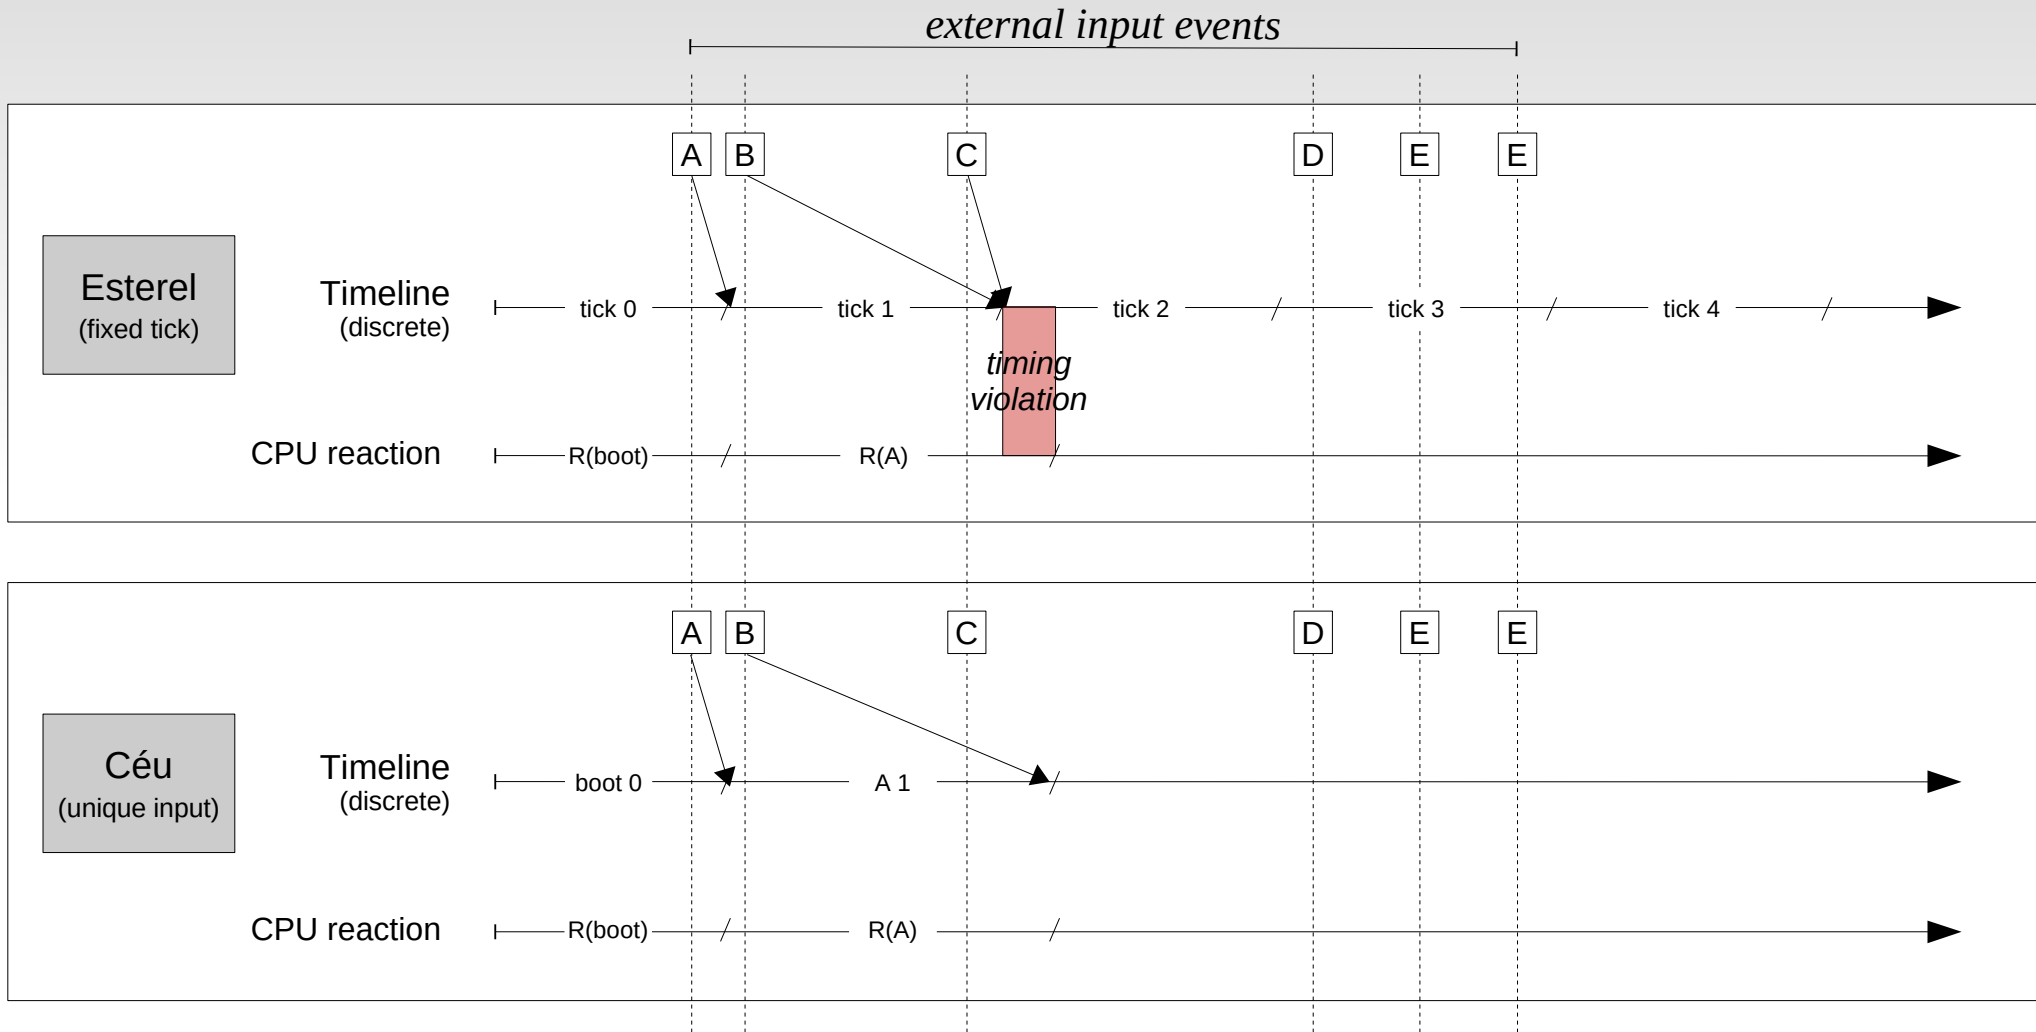 external input events
A B C D E E
Esterel
(fixed tick)
Timeline
(discrete)
tick 0 tick 1 tick 2 tick 3 tick 4
timing
violation
CPU reaction R(boot) R(A)
A B C D E E
Céu
(unique input)
Timeline
(discrete)
boot 0 A 1
CPU reaction R(boot) R(A)